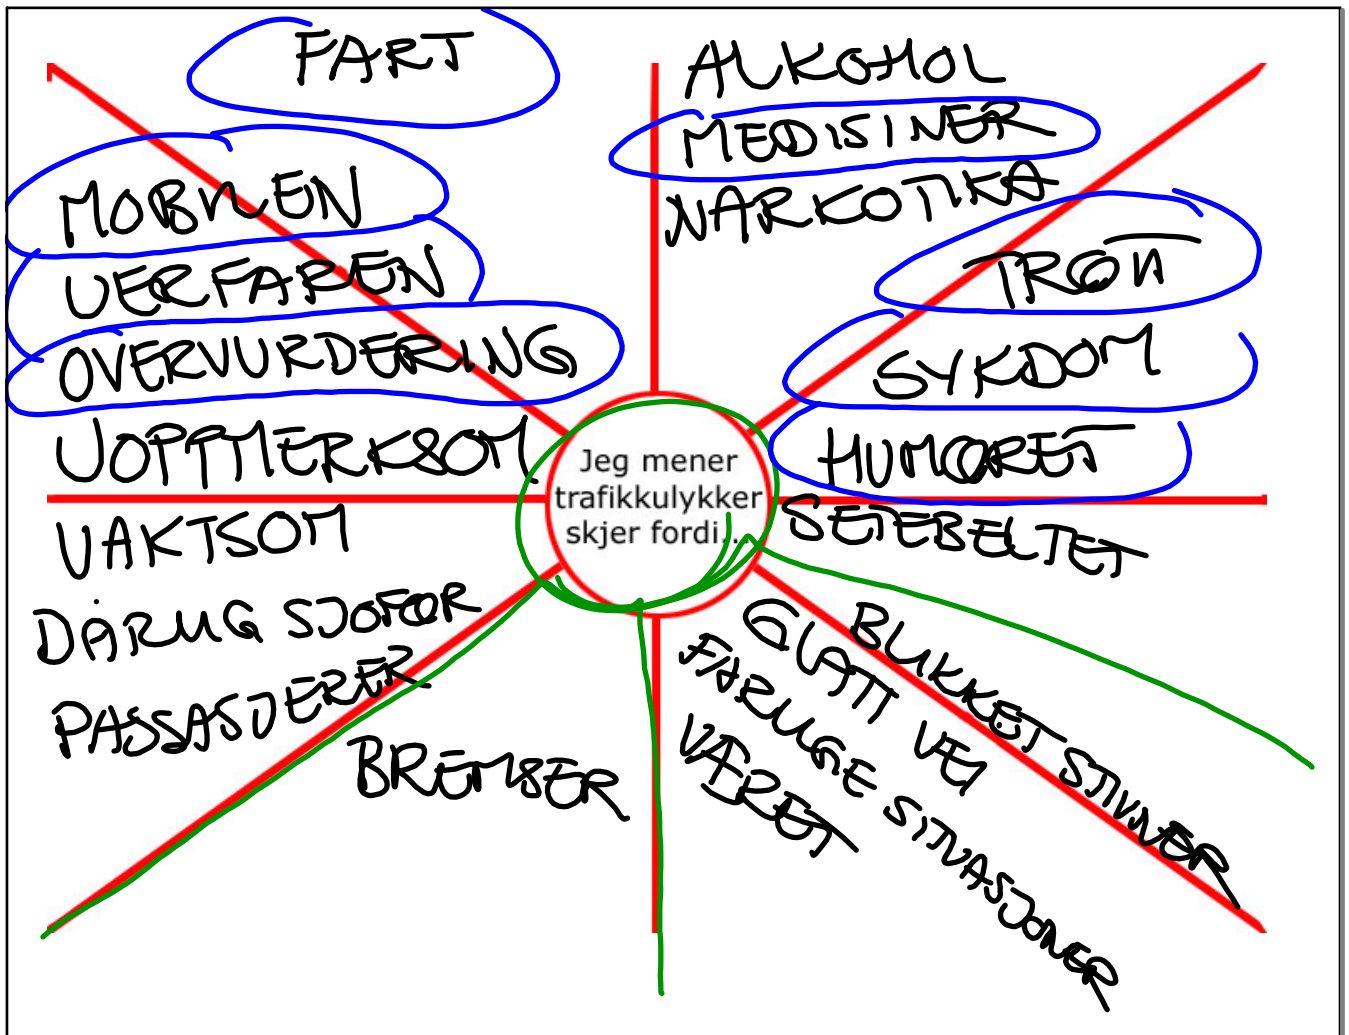 FART
MOBILEN
UERFAREN
OVERVURDERING
UOPPMERKSOM
VAKTSOM
DÅRLIG SJÅFØR
PASSASJERER
BREMSER
ALKOHOL
MEDISINER
NARKOTIKA
TRØTT
SYKDOM
HUMØRET
SETEBELTET
BLIKKET STIVNER
GLATT VEI
FARLIGE SITUASJONER
VÆRET
Jeg mener
trafikkulykker
skjer fordi...